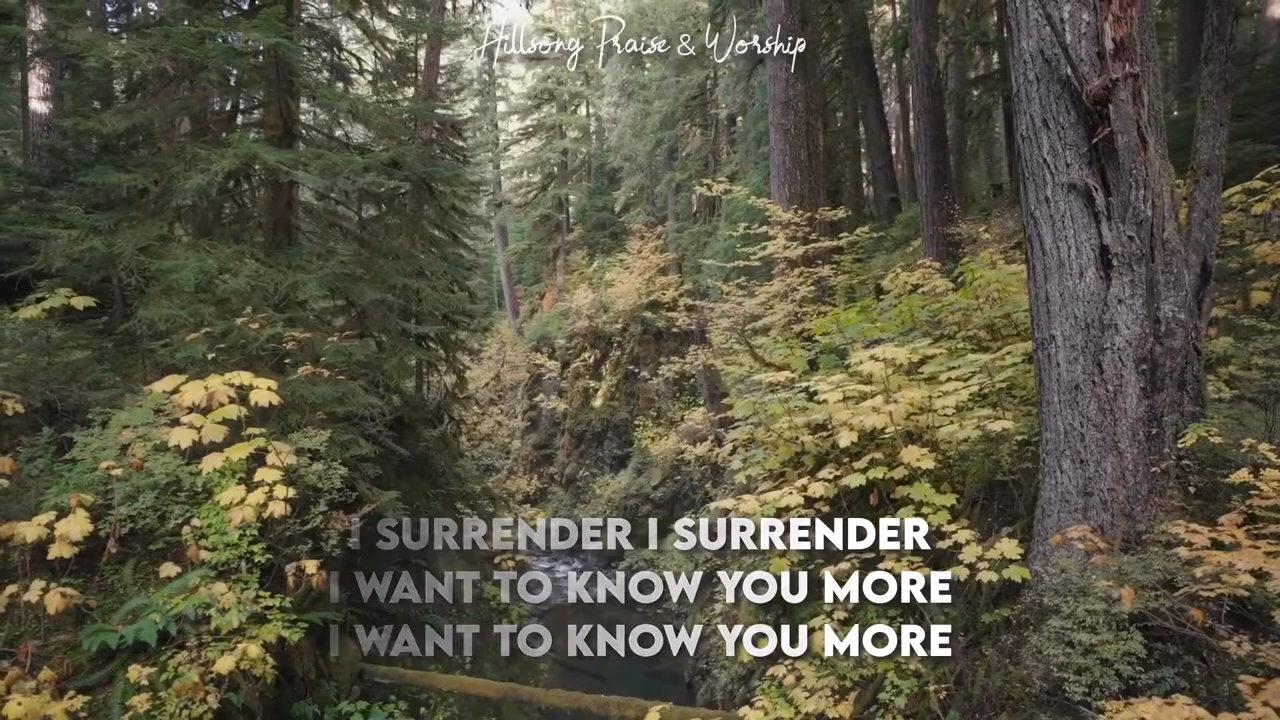 Hillsong Praise & Worship
I SURRENDER I SURRENDER
I WANT TO KNOW YOU MORE
I WANT TO KNOW YOU MORE